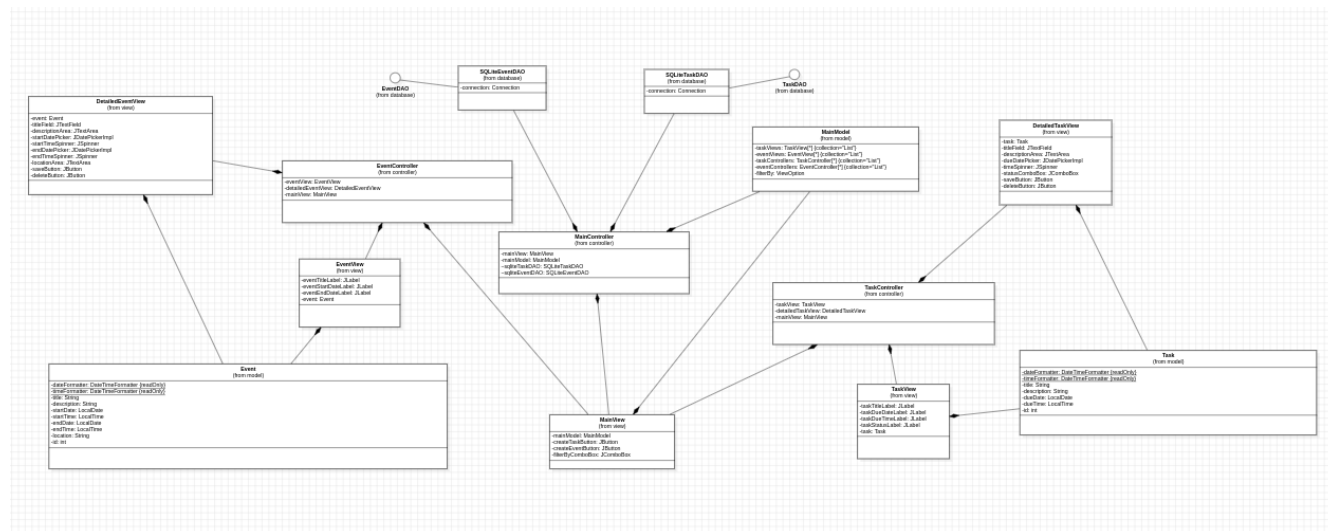 EventDAO
(from database)
SQLiteEventDAO
(from database)
-connection: Connection
SQLiteTaskDAO
(from database)
-connection: Connection
TaskDAO
(from database)
DetailedEventView
(from view)
-event: Event
-titleField: JTextField
-descriptionArea: JTextArea
-startDatePicker: JDatePickerImpl
-startTimeSpinner: JSpinner
-endDatePicker: JDatePickerImpl
-endTimeSpinner: JSpinner
-locationArea: JTextArea
-saveButton: JButton
-deleteButton: JButton
EventController
(from controller)
-eventView: EventView
-detailedEventView: DetailedEventView
-mainView: MainView
MainModel
(from model)
-taskViews: TaskView[*] {collection="List"}
-eventViews: EventView[*] {collection="List"}
-taskControllers: TaskController[*] {collection="List"}
-eventControllers: EventController[*] {collection="List"}
-filterBy: ViewOption
DetailedTaskView
(from view)
-task: Task
-titleField: JTextField
-descriptionArea: JTextArea
-dueDatePicker: JDatePickerImpl
-timeSpinner: JSpinner
-statusComboBox: JComboBox
-saveButton: JButton
-deleteButton: JButton
MainController
(from controller)
-mainView: MainView
-mainModel: MainModel
-sqliteTaskDAO: SQLiteTaskDAO
-sqliteEventDAO: SQLiteEventDAO
EventView
(from view)
-eventTitleLabel: JLabel
-eventStartDateLabel: JLabel
-eventEndDateLabel: JLabel
-event: Event
TaskController
(from controller)
-taskView: TaskView
-detailedTaskView: DetailedTaskView
-mainView: MainView
Event
(from model)
-dateFormatter: DateTimeFormatter {readOnly}
-timeFormatter: DateTimeFormatter {readOnly}
-title: String
-description: String
-startDate: LocalDate
-startTime: LocalTime
-endDate: LocalDate
-endTime: LocalTime
-location: String
-id: int
MainView
(from view)
-mainModel: MainModel
-createTaskButton: JButton
-createEventButton: JButton
-filterByComboBox: JComboBox
TaskView
(from view)
-taskTitleLabel: JLabel
-taskDueDateLabel: JLabel
-taskDueTimeLabel: JLabel
-taskStatusLabel: JLabel
-task: Task
Task
(from model)
-dateFormatter: DateTimeFormatter {readOnly}
-timeFormatter: DateTimeFormatter {readOnly}
-title: String
-description: String
-dueDate: LocalDate
-dueTime: LocalTime
-id: int